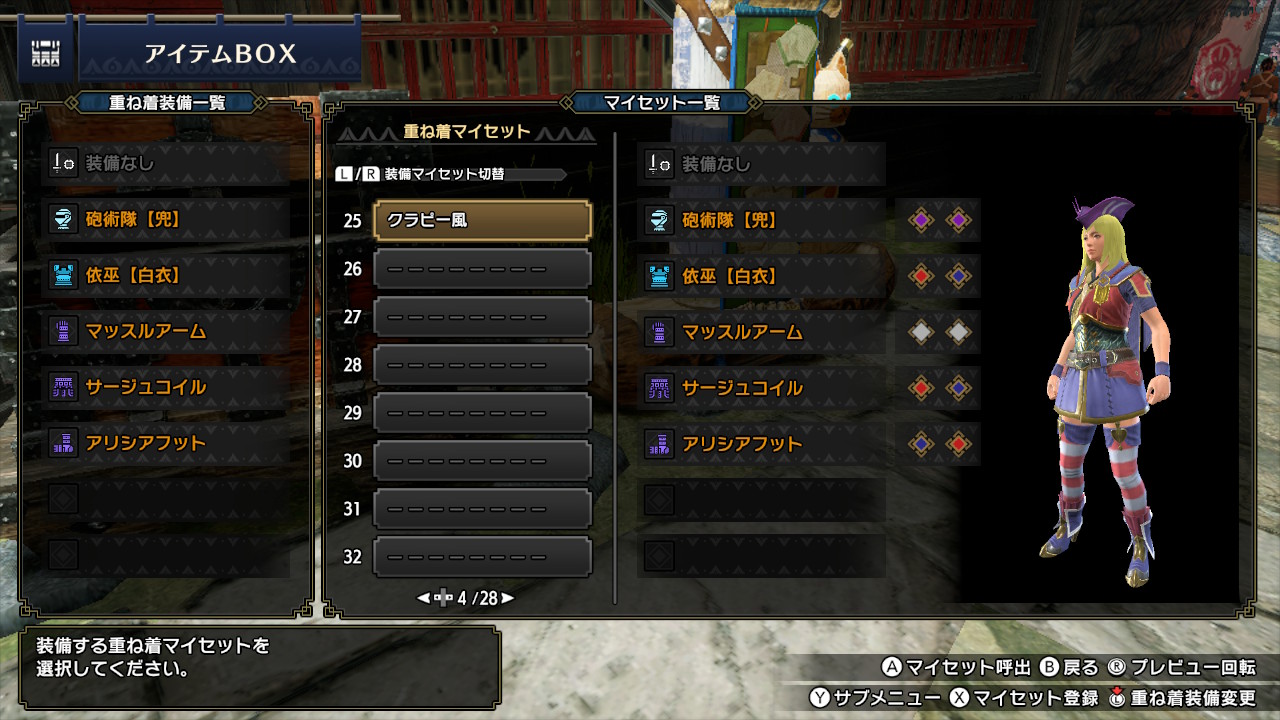 アイテムBOX
重ね着装備一覧
装備なし
砲術隊【兜】
依巫【白衣】
マッスルアーム
サージュコイル
アリシアフット
マイセット一覧
重ね着マイセット
L/R 装備マイセット切替
25 クラピー風
26 －－－－－－－－
27 －－－－－－－－
28 －－－－－－－－
29 －－－－－－－－
30 －－－－－－－－
31 －－－－－－－－
32 －－－－－－－－
4/28
装備なし
砲術隊【兜】
依巫【白衣】
マッスルアーム
サージュコイル
アリシアフット
装備する重ね着マイセットを
選択してください。
Aマイセット呼出 B戻る Rプレビュー回転
Yサブメニュー Xマイセット登録 L重ね着装備変更